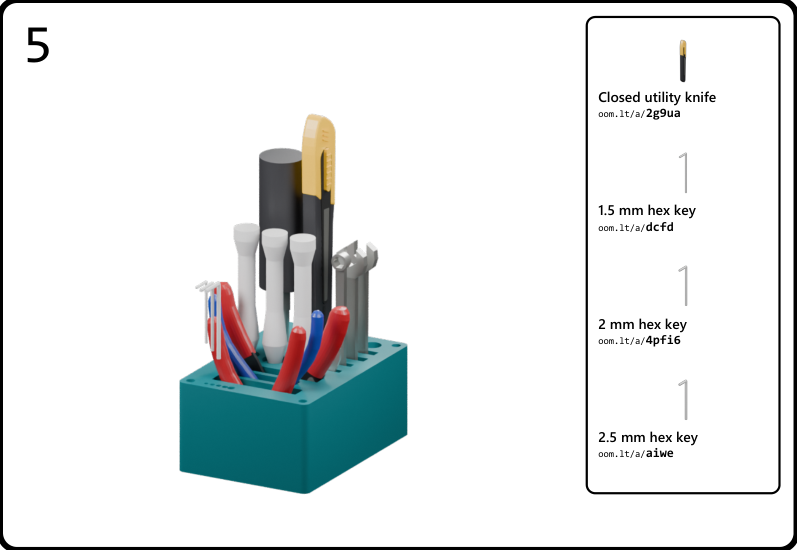 5
Closed utility knife
oom.lt/a/2g9ua
1.5 mm hex key
oom.lt/a/dcfd
2 mm hex key
oom.lt/a/4pfi6
2.5 mm hex key
oom.lt/a/aiwe